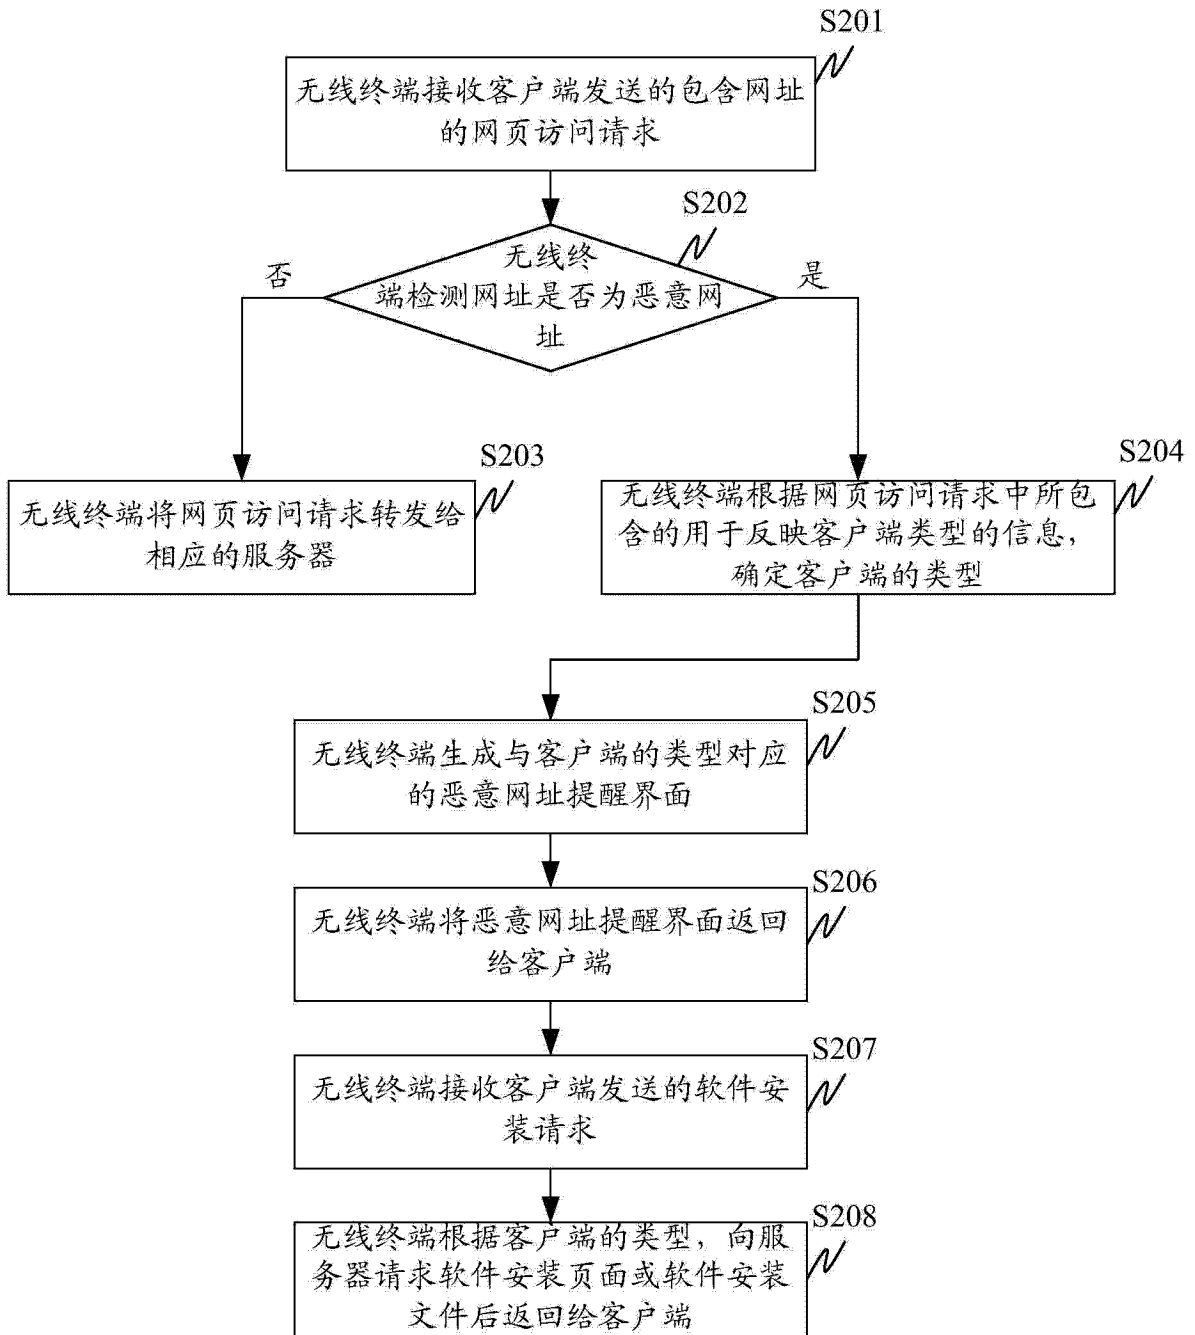 S201
无线终端接收客户端发送的包含网址
的网页访问请求
S202
无线终
端检测网址是否为恶意网
址
否
是
S203
无线终端将网页访问请求转发给
相应的服务器
S204
无线终端根据网页访问请求中所包
含的用于反映客户端类型的信息，
确定客户端的类型
S205
无线终端生成与客户端的类型对应
的恶意网址提醒界面
S206
无线终端将恶意网址提醒界面返回
给客户端
S207
无线终端接收客户端发送的软件安
装请求
S208
无线终端根据客户端的类型，向服
务器请求软件安装页面或软件安装
文件后返回给客户端